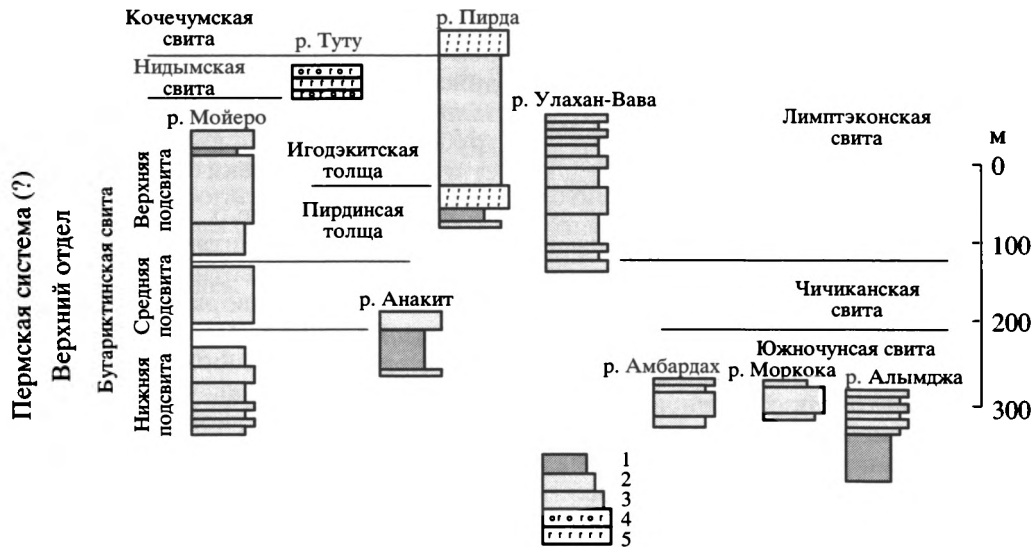 Кочечумская
свита
р. Туту
р. Пирда
Нидымская
свита
р. Мойеро
р. Улахан-Вава
Лимптэконская
свита
м
0
100
200
300
Игодэкитская
толща
Пирдинсая
толща
Пермская система (?)
Верхний отдел
Бутариктинская свита
Верхняя
подсвита
Средняя
подсвита
Нижняя
подсвита
р. Анакит
Чичиканская
свита
Южночунсая свита
р. Амбардах
р. Моркока
р. Алымджа
1
2
3
4
5